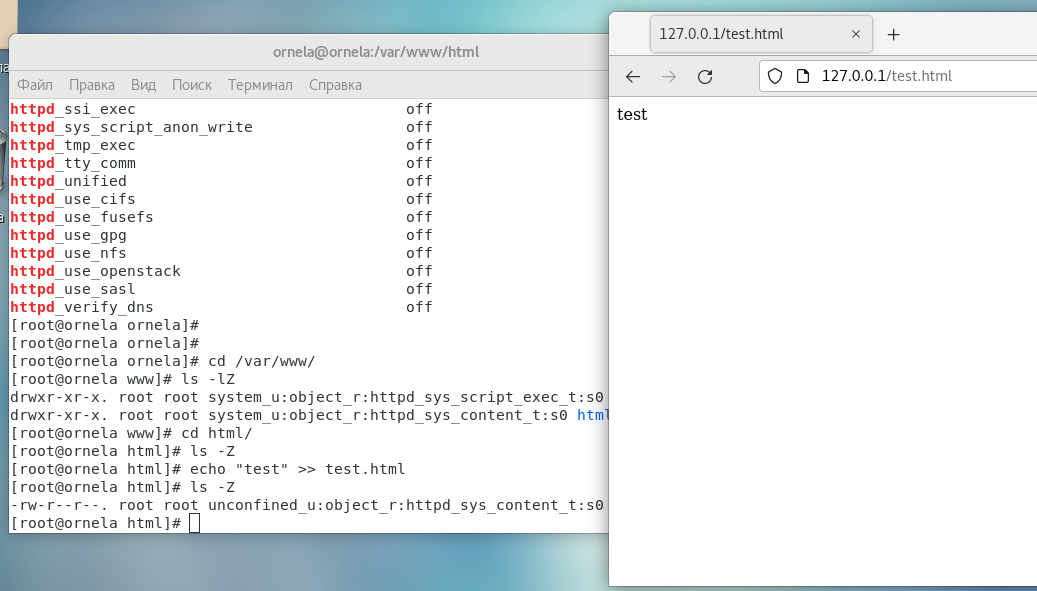 ornela@ornela:/var/www/html
Файл Правка Вид Поиск Терминал Справка
httpd_ssi_exec off
httpd_sys_script_anon_write off
httpd_tmp_exec off
httpd_tty_comm off
httpd_unified off
httpd_use_cifs off
httpd_use_fusefs off
httpd_use_gpg off
httpd_use_nfs off
httpd_use_openstack off
httpd_use_sasl off
httpd_verify_dns off
[root@ornela ornela]#
[root@ornela ornela]#
[root@ornela ornela]# cd /var/www/
[root@ornela www]# ls -lZ
drwxr-xr-x. root root system_u:object_r:httpd_sys_script_exec_t:s0
drwxr-xr-x. root root system_u:object_r:httpd_sys_content_t:s0 html
[root@ornela www]# cd html/
[root@ornela html]# ls -Z
[root@ornela html]# echo "test" >> test.html
[root@ornela html]# ls -Z
-rw-r--r--. root root unconfined_u:object_r:httpd_sys_content_t:s0
[root@ornela html]#
127.0.0.1/test.html
127.0.0.1/test.html
test